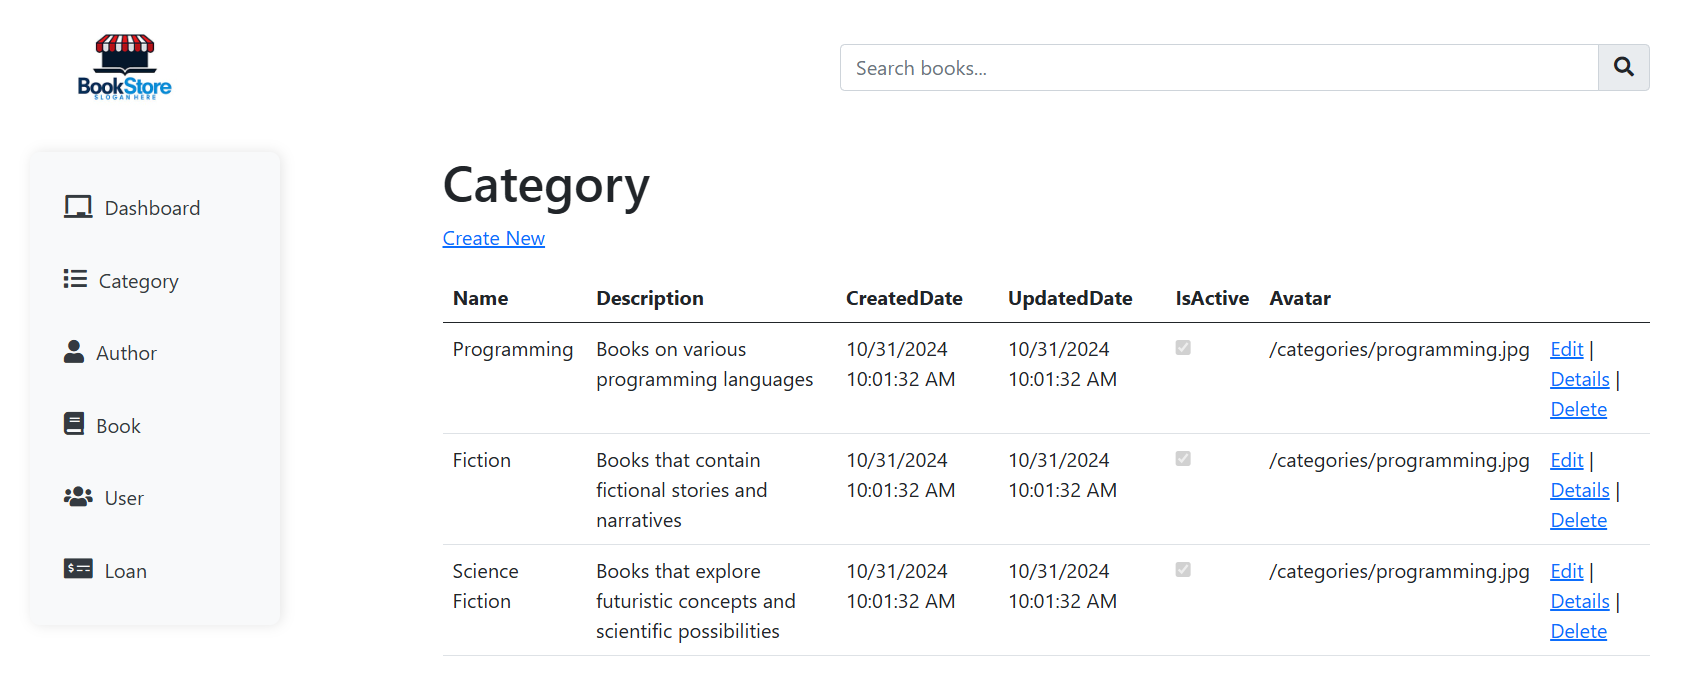 BookStore
SLOGAN HERE
Search books...
Dashboard
Category
Author
Book
User
Loan
Category
Create New
Name Description CreatedDate UpdatedDate IsActive Avatar
Programming Books on various 10/31/2024 10/31/2024 /categories/programming.jpg Edit |
programming languages 10:01:32 AM 10:01:32 AM Details |
Delete
Fiction Books that contain 10/31/2024 10/31/2024 /categories/programming.jpg Edit |
fictional stories and 10:01:32 AM 10:01:32 AM Details |
narratives Delete
Science Books that explore 10/31/2024 10/31/2024 /categories/programming.jpg Edit |
Fiction futuristic concepts and 10:01:32 AM 10:01:32 AM Details |
scientific possibilities Delete